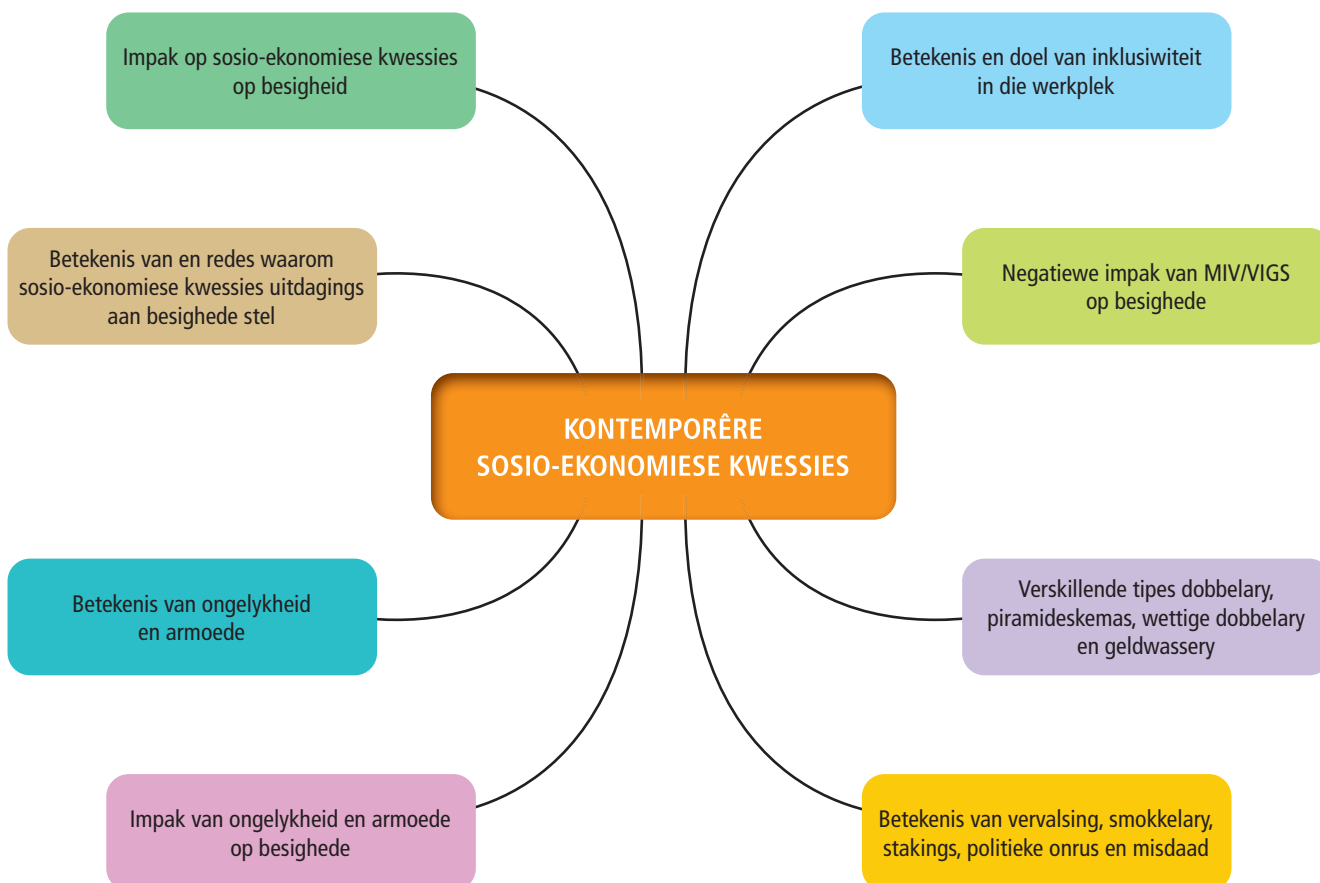 Impak op sosio-ekonomiese kwessies
op besigheid
Betekenis en doel van inklusiwiteit
in die werkplek
Betekenis van en redes waarom
sosio-ekonomiese kwessies uitdagings
aan besighede stel
Negatiewe impak van MIV/VIGS
op besighede
KONTEMPORÊRE
SOSIO-EKONOMIESE KWESSIES
Betekenis van ongelykheid
en armoede
Verskillende tipes dobbelary,
piramideskemas, wettige dobbelary
en geldwassery
Impak van ongelykheid en armoede
op besighede
Betekenis van vervalsing, smokkelary,
stakings, politieke onrus en misdaad